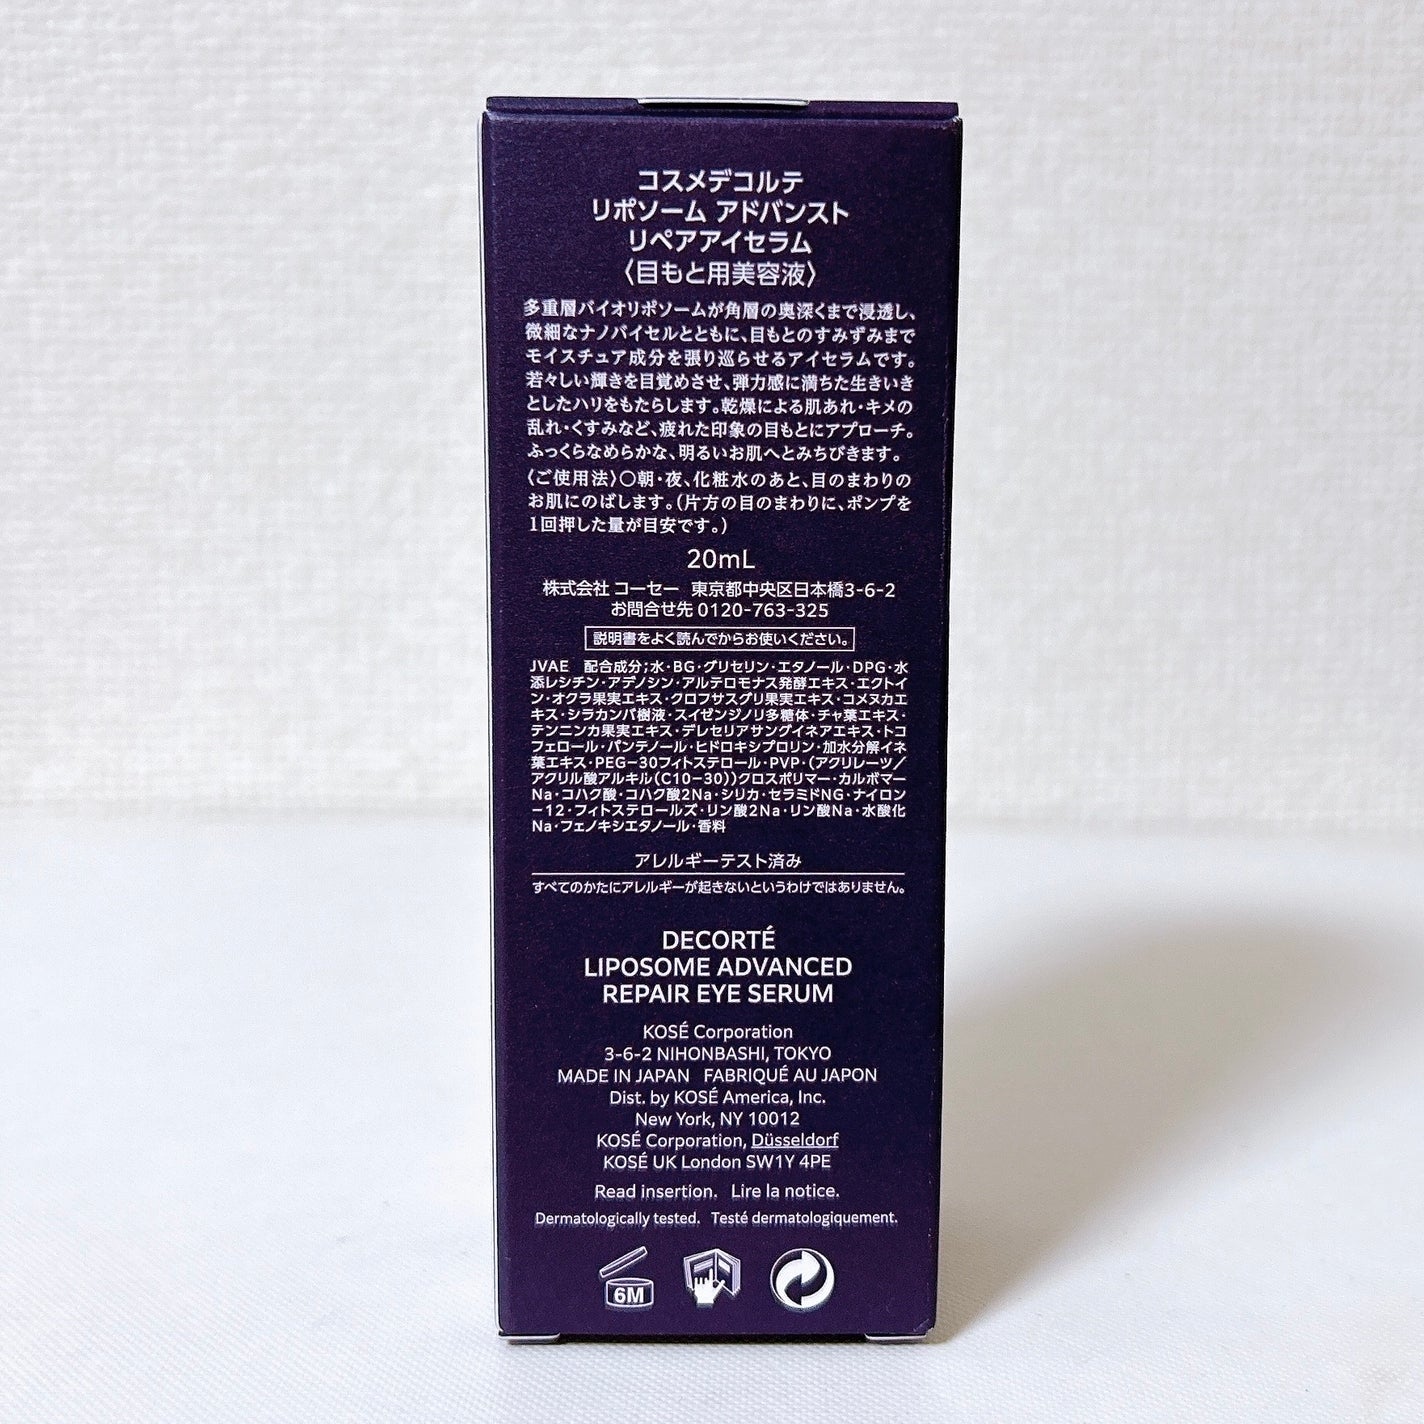 コスメデコルテ
リポソーム アドバンスト
リペアアイセラム
〈目もと用美容液〉
多重層バイオリポソームが角層の奥深くまで浸透し、
微細なナノバイセルとともに、目もとのすみずみまで
モイスチュア成分を張り巡らせるアイセラムです。
若々しい輝きを目覚めさせ、弾力感に満ちた生きいき
としたハリをもたらします。乾燥による肌あれ・キメの
乱れ・くすみなど、疲れた印象の目もとにアプローチ。
ふっくらなめらかな、明るいお肌へとみちびきます。
〈ご使用法〉○朝・夜、化粧水のあと、目のまわりの
お肌にのばします。（片方の目のまわりに、ポンプを
1回押した量が目安です。）
20mL
株式会社 コーセー 東京都中央区日本橋3-6-2
お問合せ先 0120-763-325
説明書をよく読んでからお使いください。
JVAE 配合成分；水・BG・グリセリン・エタノール・DPG・水
添レシチン・アデノシン・アルテロモナス発酵エキス・エクトイ
ン・オクラ果実エキス・クロフサスグリ果実エキス・コメヌカエ
キス・シラカンバ樹液・スイゼンジノリ多糖体・チャ葉エキス・
テンニンカ果実エキス・デレセリアサングイネアエキス・トコ
フェロール・パンテノール・ヒドロキシプロリン・加水分解イネ
葉エキス・PEG-30フィトステロール・PVP・（アクリレーツ／
アクリル酸アルキル（C10-30））クロスポリマー・カルボマー
Na・コハク酸・コハク酸2Na・シリカ・セラミドNG・ナイロン
-12・フィトステロールズ・リン酸2Na・リン酸Na・水酸化
Na・フェノキシエタノール・香料
アレルギーテスト済み
すべてのかたにアレルギーが起きないというわけではありません。
DECORTÉ
LIPOSOME ADVANCED
REPAIR EYE SERUM
KOSÉ Corporation
3-6-2 NIHONBASHI, TOKYO
MADE IN JAPAN FABRIQUÉ AU JAPON
Dist. by KOSÉ America, Inc.
New York, NY 10012
KOSÉ Corporation, Düsseldorf
KOSÉ UK London SW1Y 4PE
Read insertion. Lire la notice.
Dermatologically tested. Testé dermatologiquement.
6M